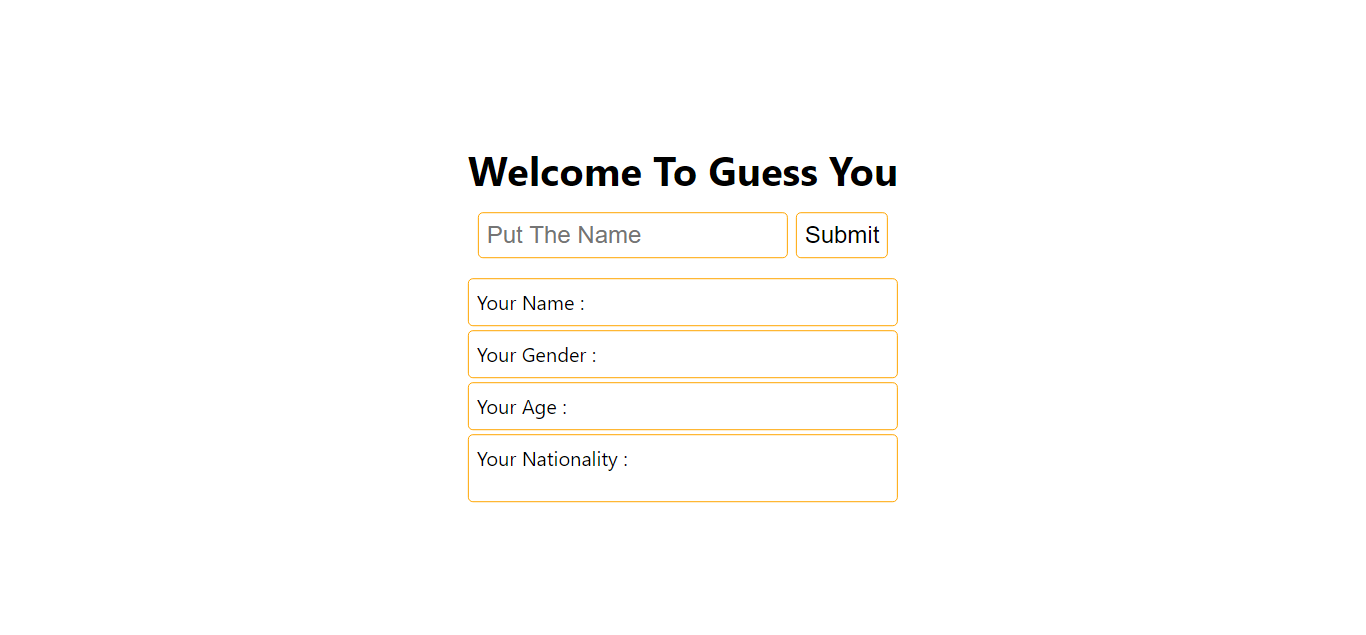 Welcome To Guess You
Put The Name Submit
Your Name :
Your Gender :
Your Age :
Your Nationality :